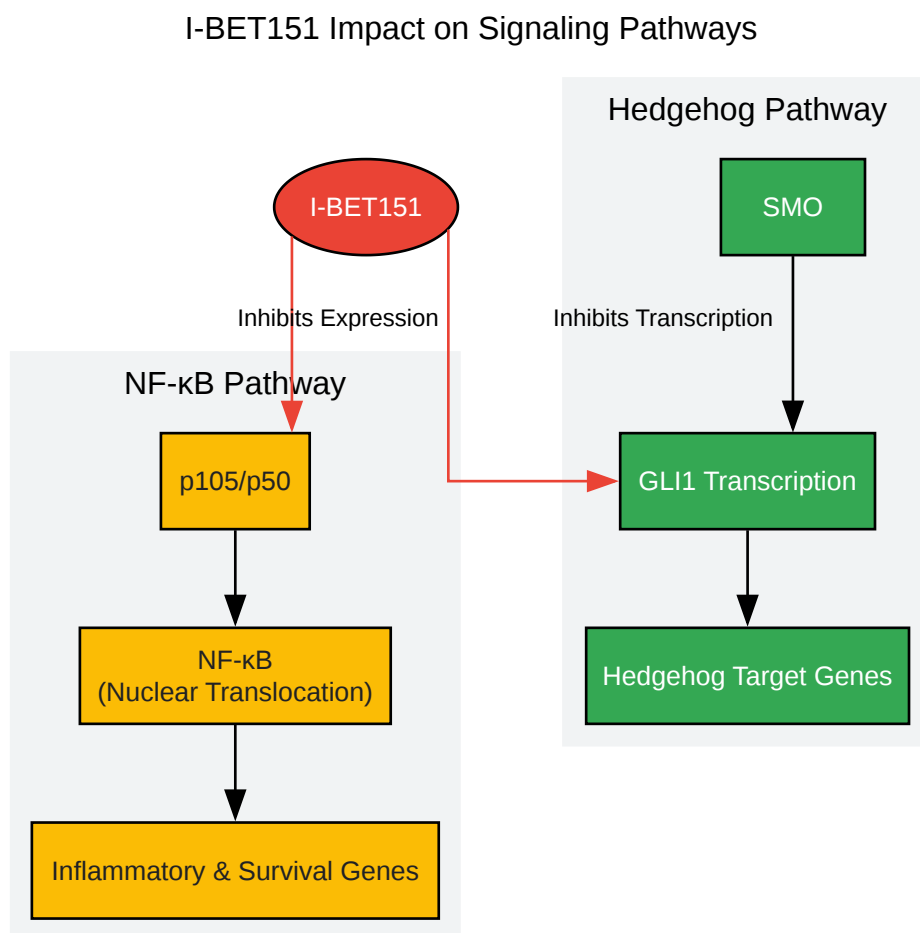 I-BET151 Impact on Signaling Pathways
Hedgehog Pathway
I-BET151
SMO
Inhibits Expression
Inhibits Transcription
NF-κB Pathway
p105/p50
GLI1 Transcription
NF-κB
(Nuclear Translocation)
Hedgehog Target Genes
Inflammatory & Survival Genes